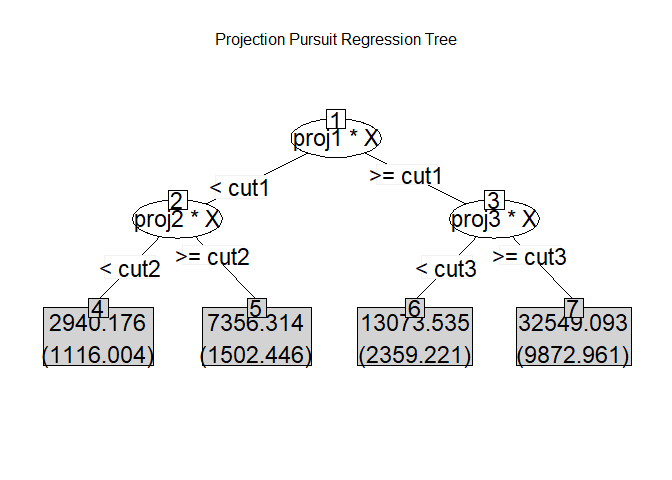 Projection Pursuit Regression Tree
1
proj1 * X
< cut1
>= cut1
2
proj2 * X
3
proj3 * X
< cut2
>= cut2
< cut3
>= cut3
4
2940.176
(1116.004)
5
7356.314
(1502.446)
6
13073.535
(2359.221)
7
32549.093
(9872.961)